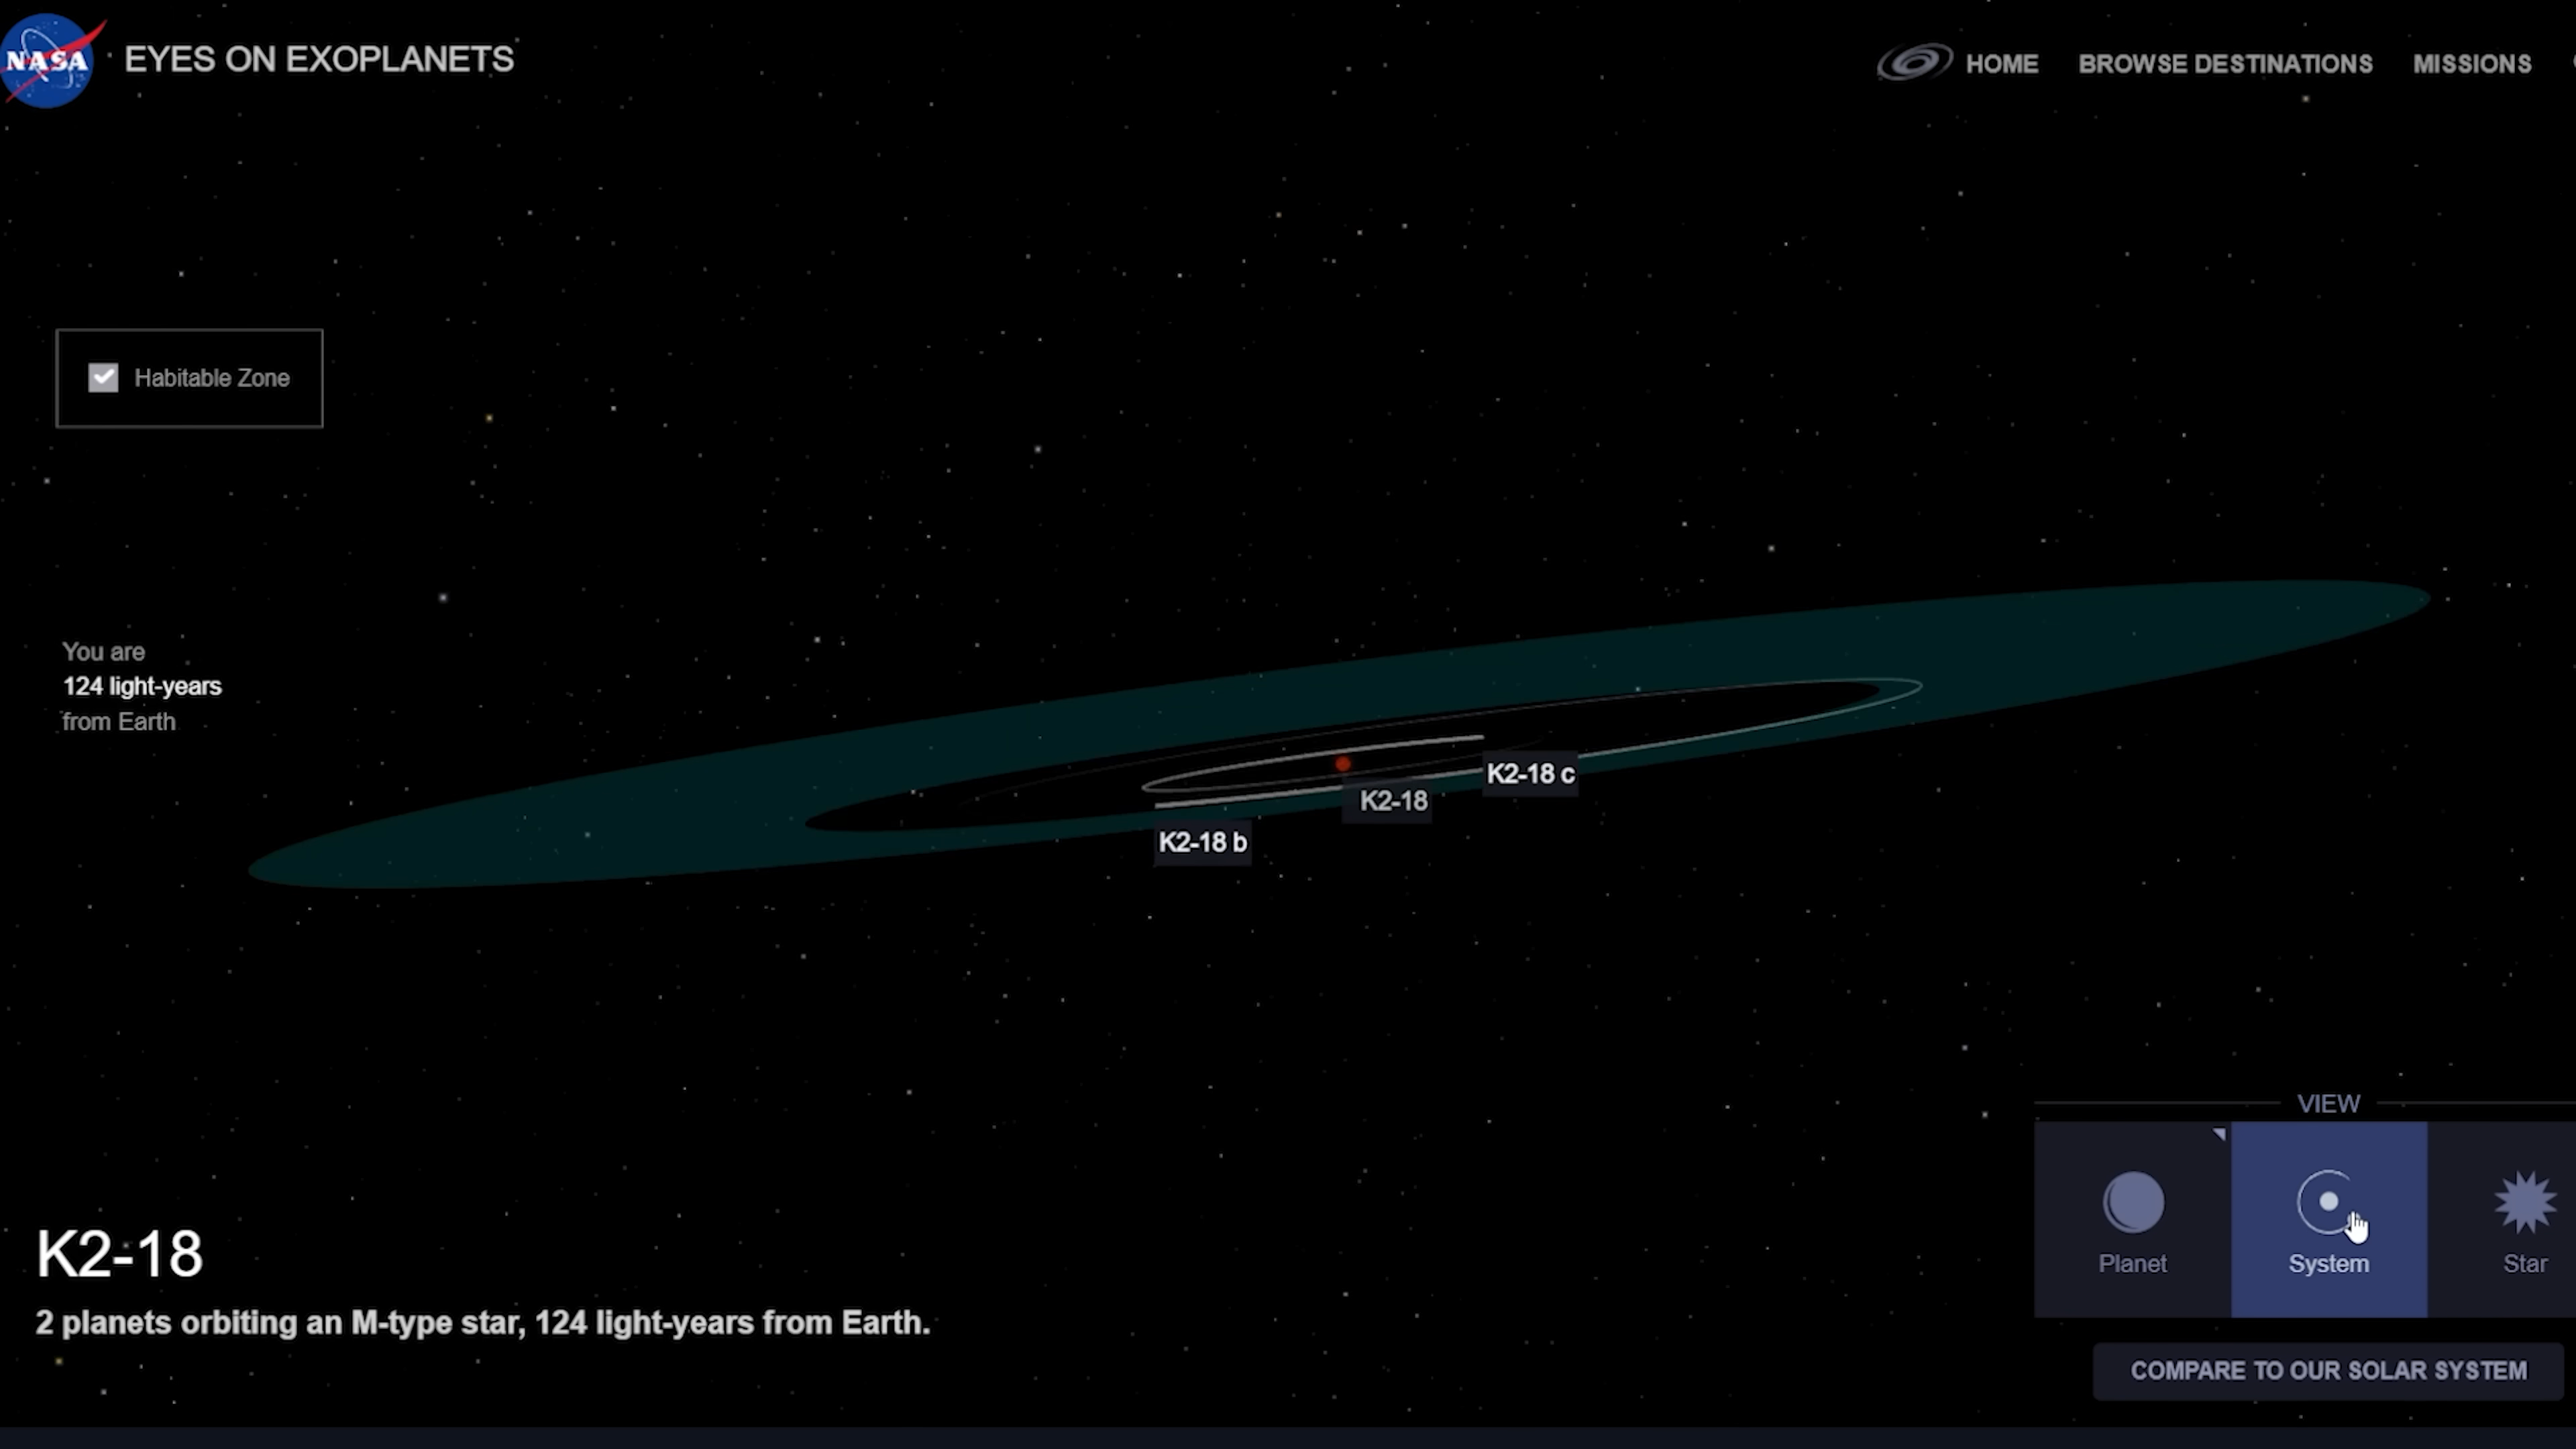 NASA
EYES ON EXOPLANETS
HOME
BROWSE DESTINATIONS
MISSIONS
Habitable Zone
You are
124 light-years
from Earth
K2-18 c
K2-18
K2-18 b
VIEW
Planet
System
Star
K2-18
2 planets orbiting an M-type star, 124 light-years from Earth.
COMPARE TO OUR SOLAR SYSTEM